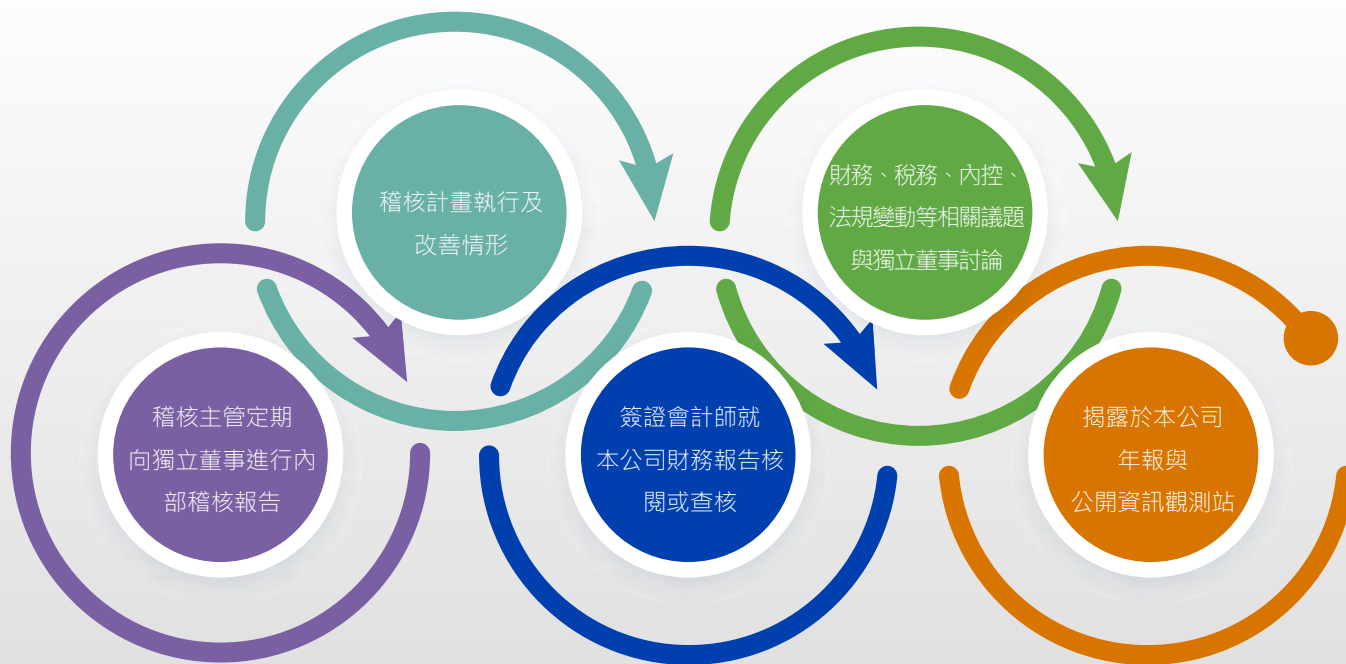 稽核主管定期
向獨立董事進行內
部稽核報告
稽核計畫執行及
改善情形
簽證會計師就
本公司財務報告核
閱或查核
財務、稅務、內控、
法規變動等相關議題
與獨立董事討論
揭露於本公司
年報與
公開資訊觀測站